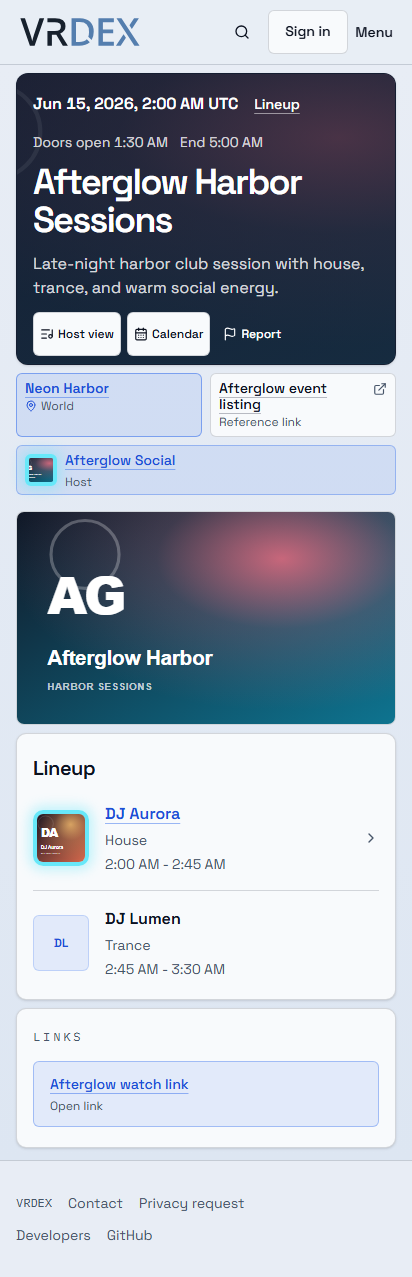 VRDEX
Sign in
Menu
Jun 15, 2026, 2:00 AM UTC Lineup
Doors open 1:30 AM End 5:00 AM
Afterglow Harbor
Sessions
Late-night harbor club session with house,
trance, and warm social energy.
Host view
Calendar
Report
Neon Harbor
World
Afterglow event
listing
Reference link
Afterglow Social
Host
AG
Afterglow Harbor
HARBOR SESSIONS
Lineup
DA
DJ Aurora
DJ Aurora
House
2:00 AM - 2:45 AM
DL
DJ Lumen
Trance
2:45 AM - 3:30 AM
LINKS
Afterglow watch link
Open link
VRDEX Contact Privacy request
Developers GitHub